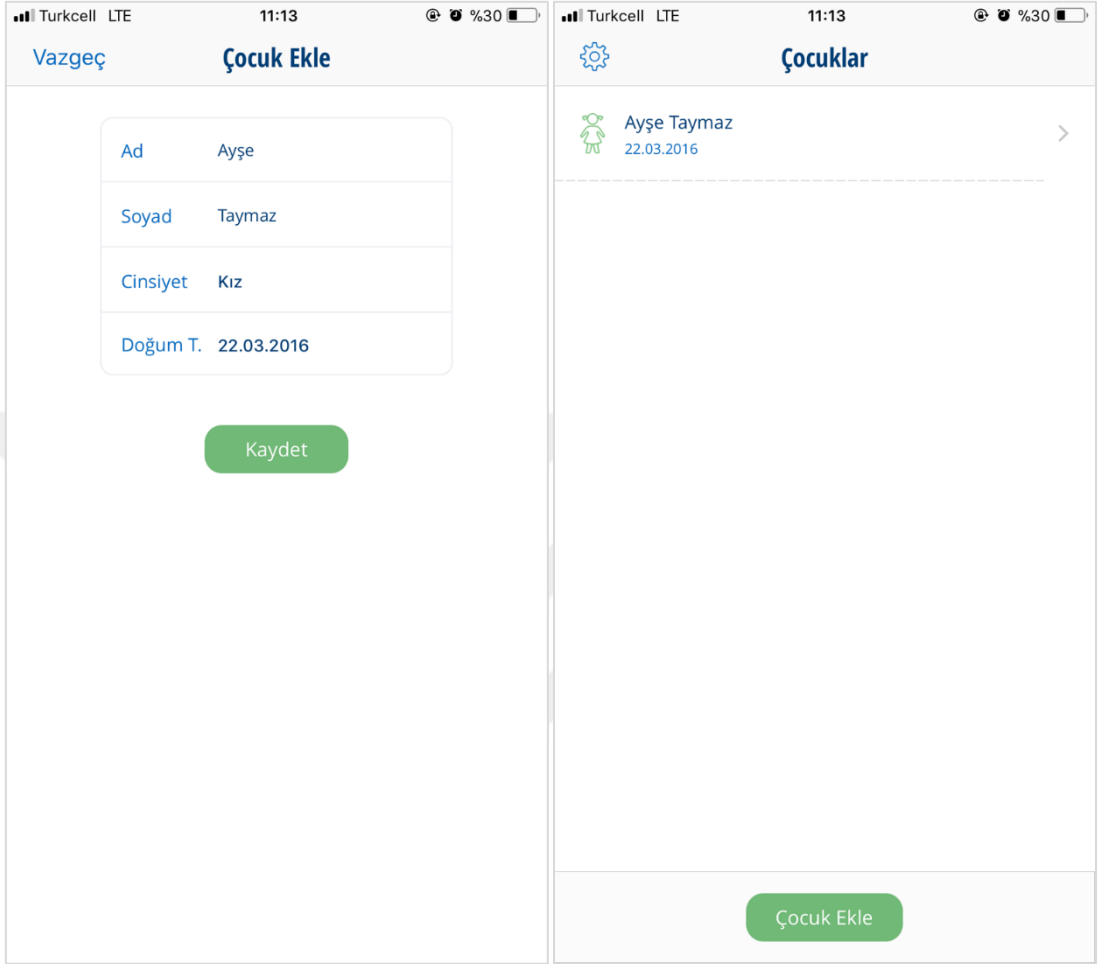 Turkcell LTE 11:13 %30
Vazgeç Çocuk Ekle
Ad Ayşe
Soyad Taymaz
Cinsiyet Kız
Doğum T. 22.03.2016
Kaydet
Turkcell LTE 11:13 %30
Çocuklar
Ayşe Taymaz
22.03.2016
Çocuk Ekle